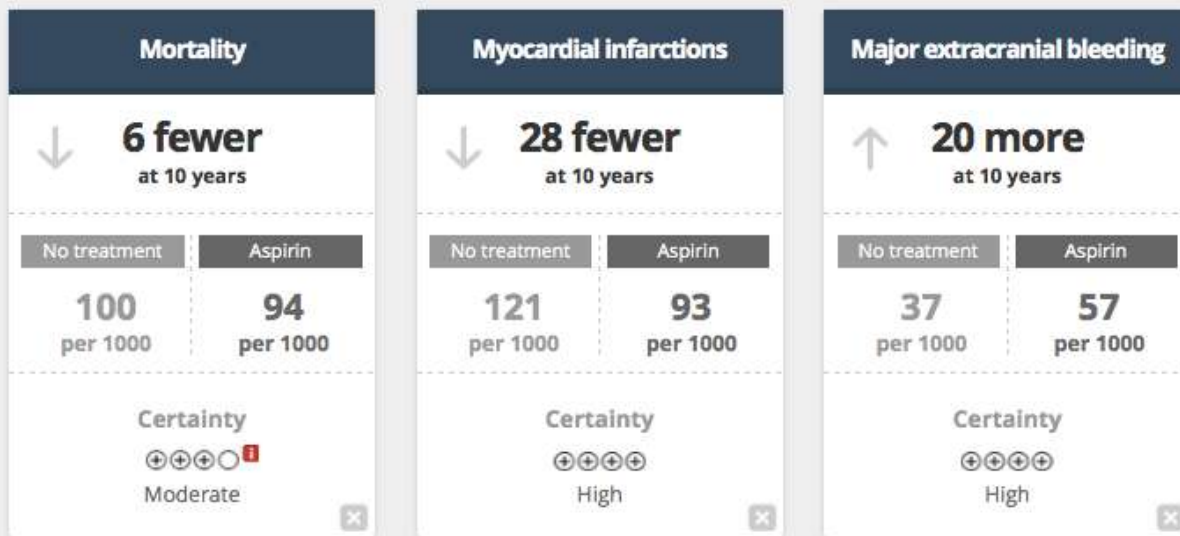 Mortality
6 fewer
at 10 years
No treatment
Aspirin
100
per 1000
94
per 1000
Certainty
Moderate
Myocardial infarctions
28 fewer
at 10 years
No treatment
Aspirin
121
per 1000
93
per 1000
Certainty
High
Major extracranial bleeding
20 more
at 10 years
No treatment
Aspirin
37
per 1000
57
per 1000
Certainty
High